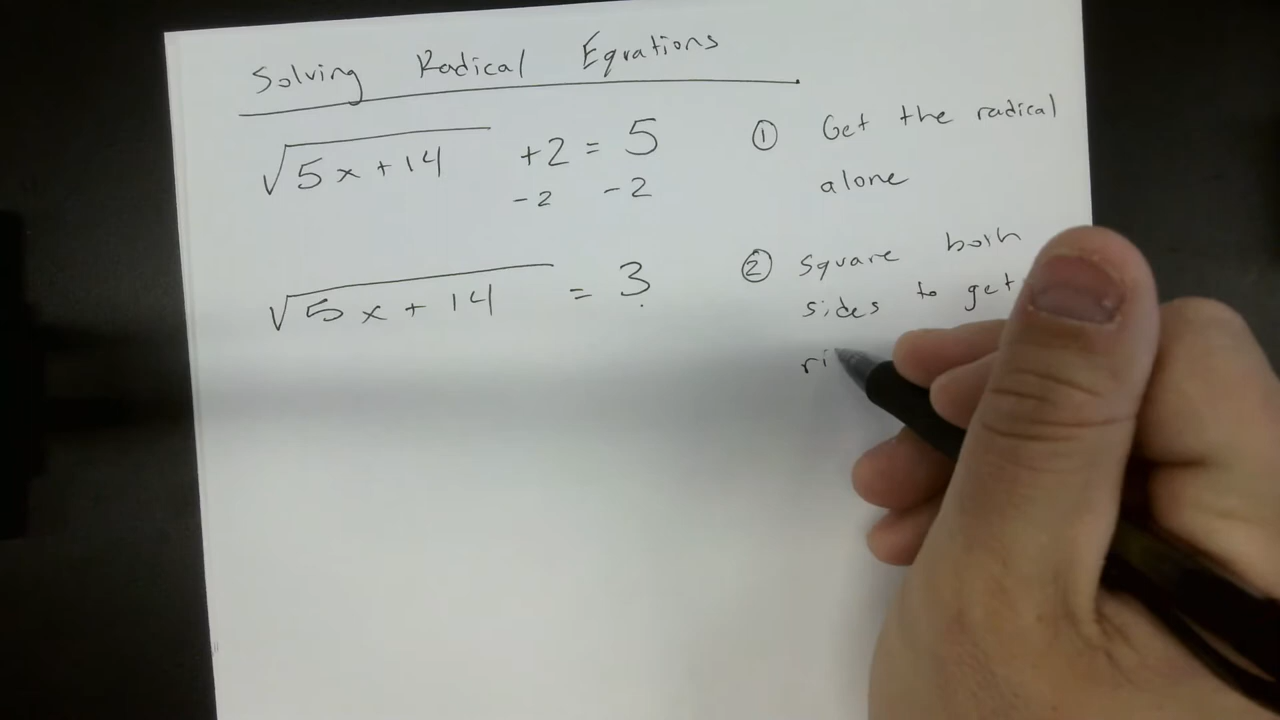 Solving Radical Equations
√5x+14 +2 = 5
-2 -2
√5x + 14 = 3
① Get the radical
alone
② Square both
sides to get
ri